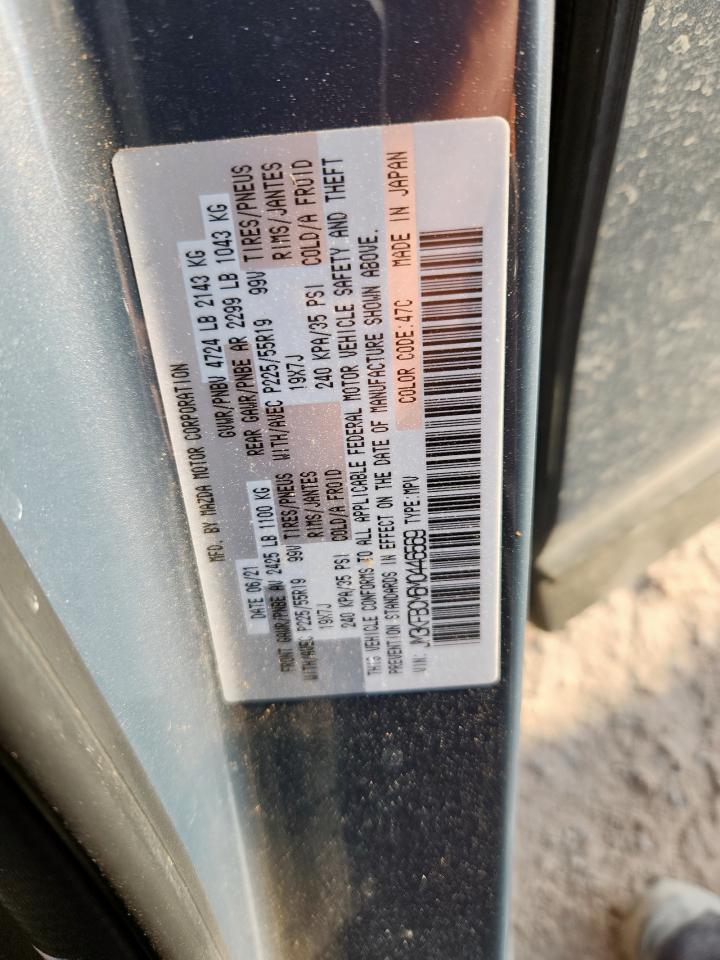 MFD. BY MAZDA MOTOR CORPORATION
DATE 06/21 GVWR/PNBV 4724 LB 2143 KG
FRONT GAWR/PNBE AV 2425 LB 1100 KG REAR GAWR/PNBE AR 2299 LB 1043 KG
WITH/AVEC P225/55R19 99V TIRES/PNEUS WITH/AVEC P225/55R19 99V TIRES/PNEUS
19X7J RIMS/JANTES 19X7J RIMS/JANTES
240 KPA/35 PSI COLD/A FROID 240 KPA/35 PSI COLD/A FROID
THIS VEHICLE CONFORMS TO ALL APPLICABLE FEDERAL MOTOR VEHICLE SAFETY AND THEFT
PREVENTION STANDARDS IN EFFECT ON THE DATE OF MANUFACTURE SHOWN ABOVE.
COLOR CODE:47C MADE IN JAPAN
VIN: TYPE:MPV